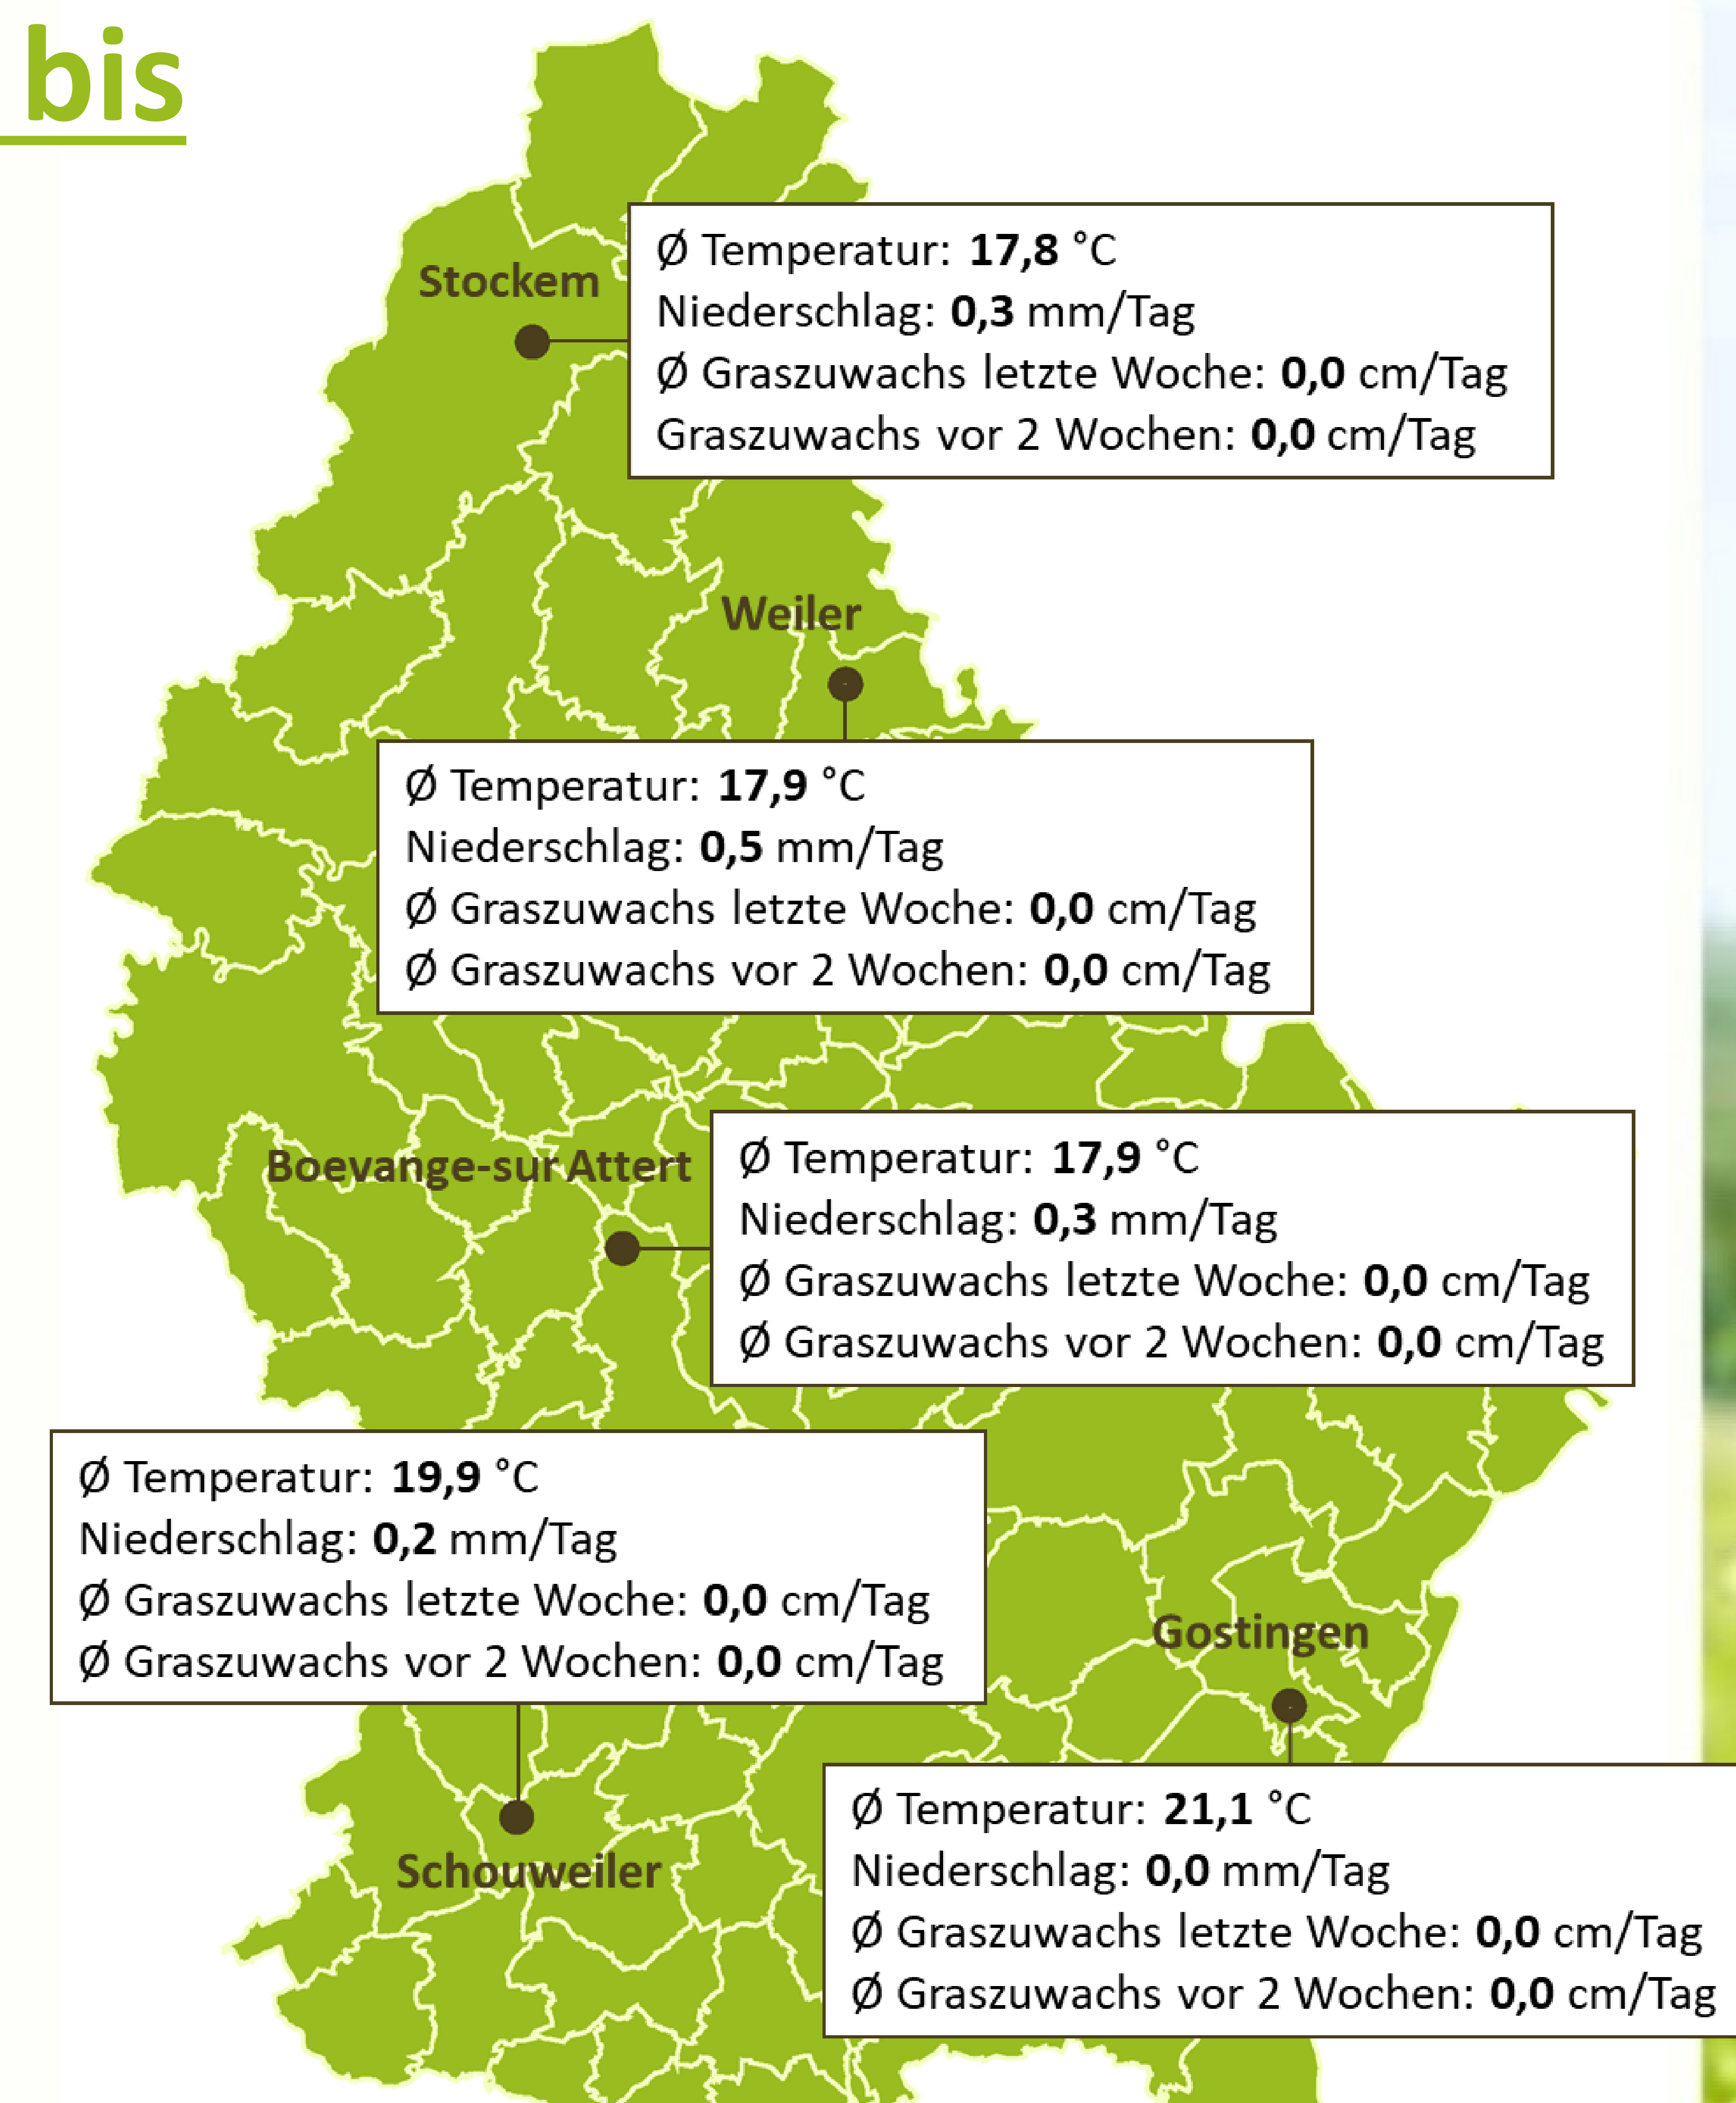 bis
Stockem
Ø Temperatur: 17,8 °C
Niederschlag: 0,3 mm/Tag
Ø Graszuwachs letzte Woche: 0,0 cm/Tag
Graszuwachs vor 2 Wochen: 0,0 cm/Tag
Weiler
Ø Temperatur: 17,9 °C
Niederschlag: 0,5 mm/Tag
Ø Graszuwachs letzte Woche: 0,0 cm/Tag
Ø Graszuwachs vor 2 Wochen: 0,0 cm/Tag
Boevange-sur Attert
Ø Temperatur: 17,9 °C
Niederschlag: 0,3 mm/Tag
Ø Graszuwachs letzte Woche: 0,0 cm/Tag
Ø Graszuwachs vor 2 Wochen: 0,0 cm/Tag
Ø Temperatur: 19,9 °C
Niederschlag: 0,2 mm/Tag
Ø Graszuwachs letzte Woche: 0,0 cm/Tag
Ø Graszuwachs vor 2 Wochen: 0,0 cm/Tag
Schouweiler
Gostingen
Ø Temperatur: 21,1 °C
Niederschlag: 0,0 mm/Tag
Ø Graszuwachs letzte Woche: 0,0 cm/Tag
Ø Graszuwachs vor 2 Wochen: 0,0 cm/Tag